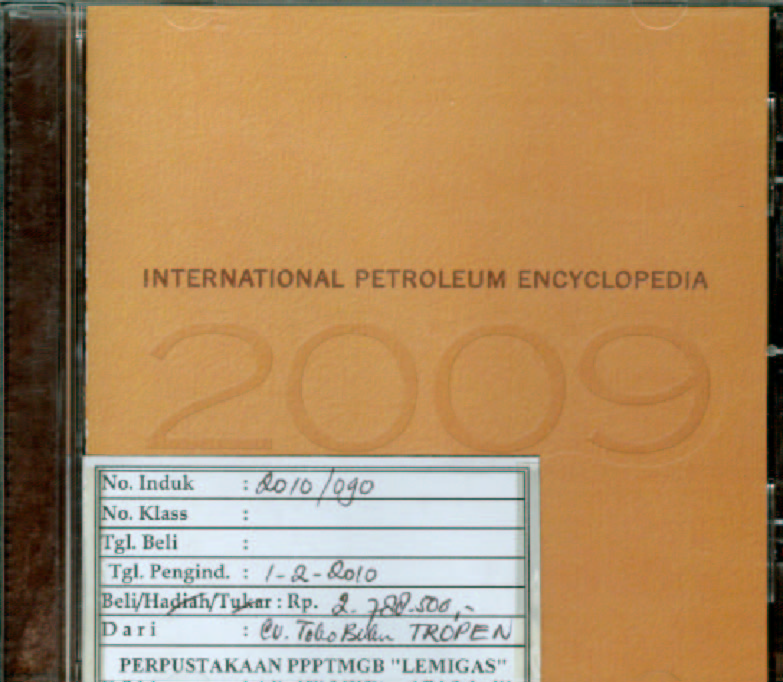 INTERNATIONAL PETROLEUM ENCYCLOPEDIA
2009
No. Induk : 2010/090
No. Klass :
Tgl. Beli :
Tgl. Pengind. : 1-2-2010
Beli/Hadiah/Tukar : Rp. 2.788.500,-
Dari : CV. Toko Buku TROPEN
PERPUSTAKAAN PPPTMGB "LEMIGAS"